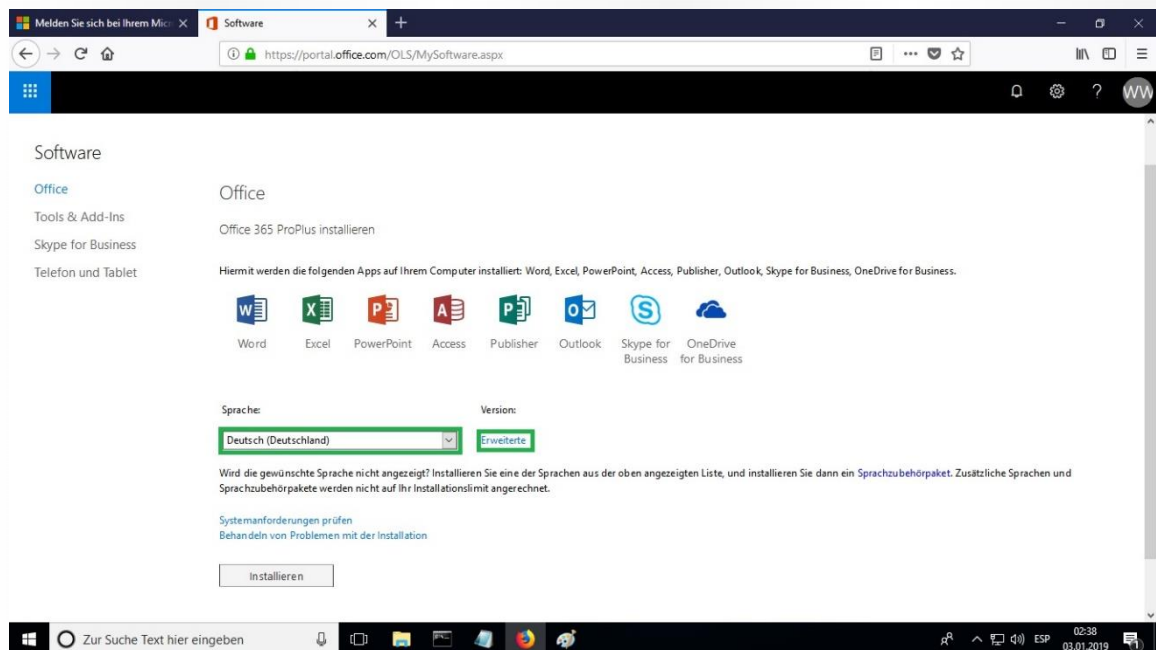 Melden Sie sich bei Ihrem Micr
Software
https://portal.office.com/OLS/MySoftware.aspx
WW
Software
Office
Tools & Add-Ins
Skype for Business
Telefon und Tablet
Office
Office 365 ProPlus installieren
Hiermit werden die folgenden Apps auf Ihrem Computer installiert: Word, Excel, PowerPoint, Access, Publisher, Outlook, Skype for Business, OneDrive for Business.
Word Excel PowerPoint Access Publisher Outlook Skype for Business OneDrive for Business
Sprache: Version:
Deutsch (Deutschland) Erweiterte
Wird die gewünschte Sprache nicht angezeigt? Installieren Sie eine der Sprachen aus der oben angezeigten Liste, und installieren Sie dann ein Sprachzubehörpaket. Zusätzliche Sprachen und
Sprachzubehörpakete werden nicht auf Ihr Installationslimit angerechnet.
Systemanforderungen prüfen
Behandeln von Problemen mit der Installation
Installieren
Zur Suche Text hier eingeben
ESP
02:38
03.01.2019